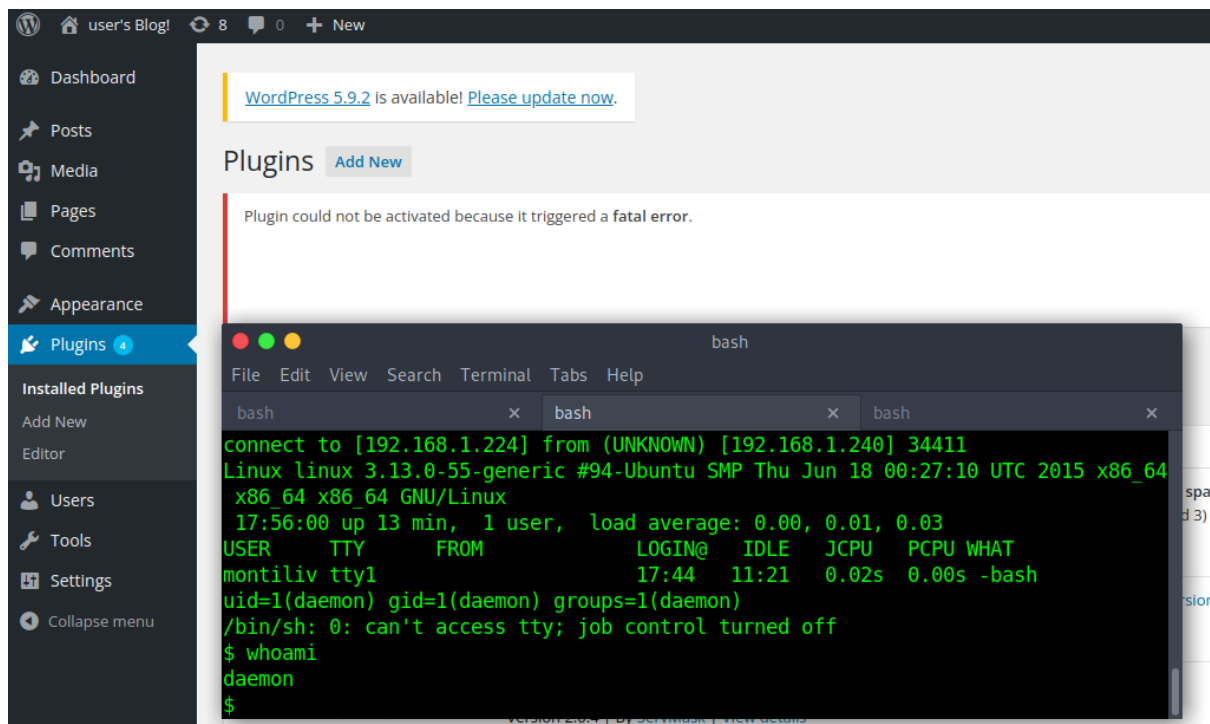 user's Blog! 8 0 + New
Dashboard
Posts
Media
Pages
Comments
Appearance
Plugins 4
Installed Plugins
Add New
Editor
Users
Tools
Settings
Collapse menu
WordPress 5.9.2 is available! Please update now.
Plugins Add New
Plugin could not be activated because it triggered a fatal error.
bash
File Edit View Search Terminal Tabs Help
bash × bash × bash ×
connect to [192.168.1.224] from (UNKNOWN) [192.168.1.240] 34411
Linux linux 3.13.0-55-generic #94-Ubuntu SMP Thu Jun 18 00:27:10 UTC 2015 x86_64
x86_64 x86_64 GNU/Linux
17:56:00 up 13 min, 1 user, load average: 0.00, 0.01, 0.03
USER TTY FROM LOGIN@ IDLE JCPU PCPU WHAT
montiliv tty1 17:44 11:21 0.02s 0.00s -bash
uid=1(daemon) gid=1(daemon) groups=1(daemon)
/bin/sh: 0: can't access tty; job control turned off
$ whoami
daemon
$